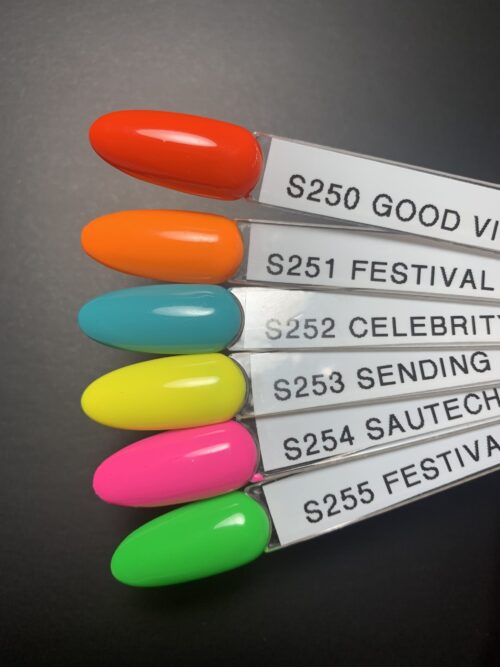 S250 GOOD VI
S251 FESTIVAL
S252 CELEBRITY
S253 SENDING
S254 SAUTECH
S255 FESTIVA